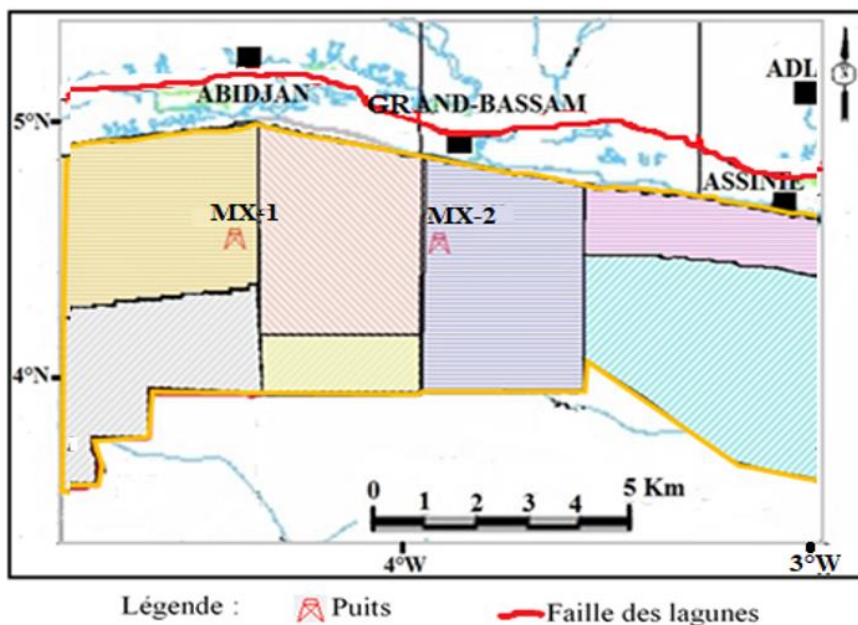 ADL
ABIDJAN
GRAND-BASSAM
5°N
ASSINIE
MX-1
MX-2
4°N
0 1 2 3 4 5 Km
4°W
3°W
Légende : Puits Faille des lagunes